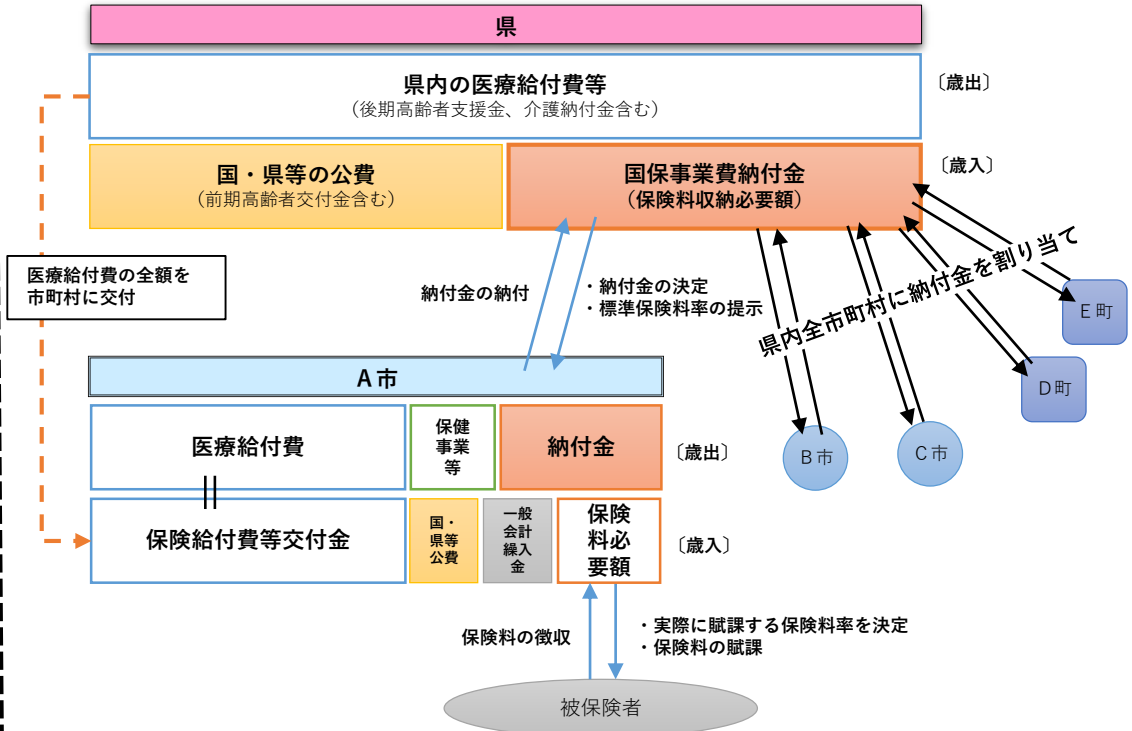 県
県内の医療給付費等
(後期高齢者支援金、介護納付金含む)
〔歳出〕
国・県等の公費
(前期高齢者交付金含む)
国保事業費納付金
(保険料収納必要額)
〔歳入〕
医療給付費の全額を
市町村に交付
納付金の納付
・納付金の決定
・標準保険料率の提示
県内全市町村に納付金を割り当て
E町
D町
B市
C市
A市
医療給付費
保健
事業
等
納付金
〔歳出〕
保険給付費等交付金
国・
県等
公費
一般
会計
繰入
金
保険
料必
要額
〔歳入〕
保険料の徴収
・実際に賦課する保険料率を決定
・保険料の賦課
被保険者